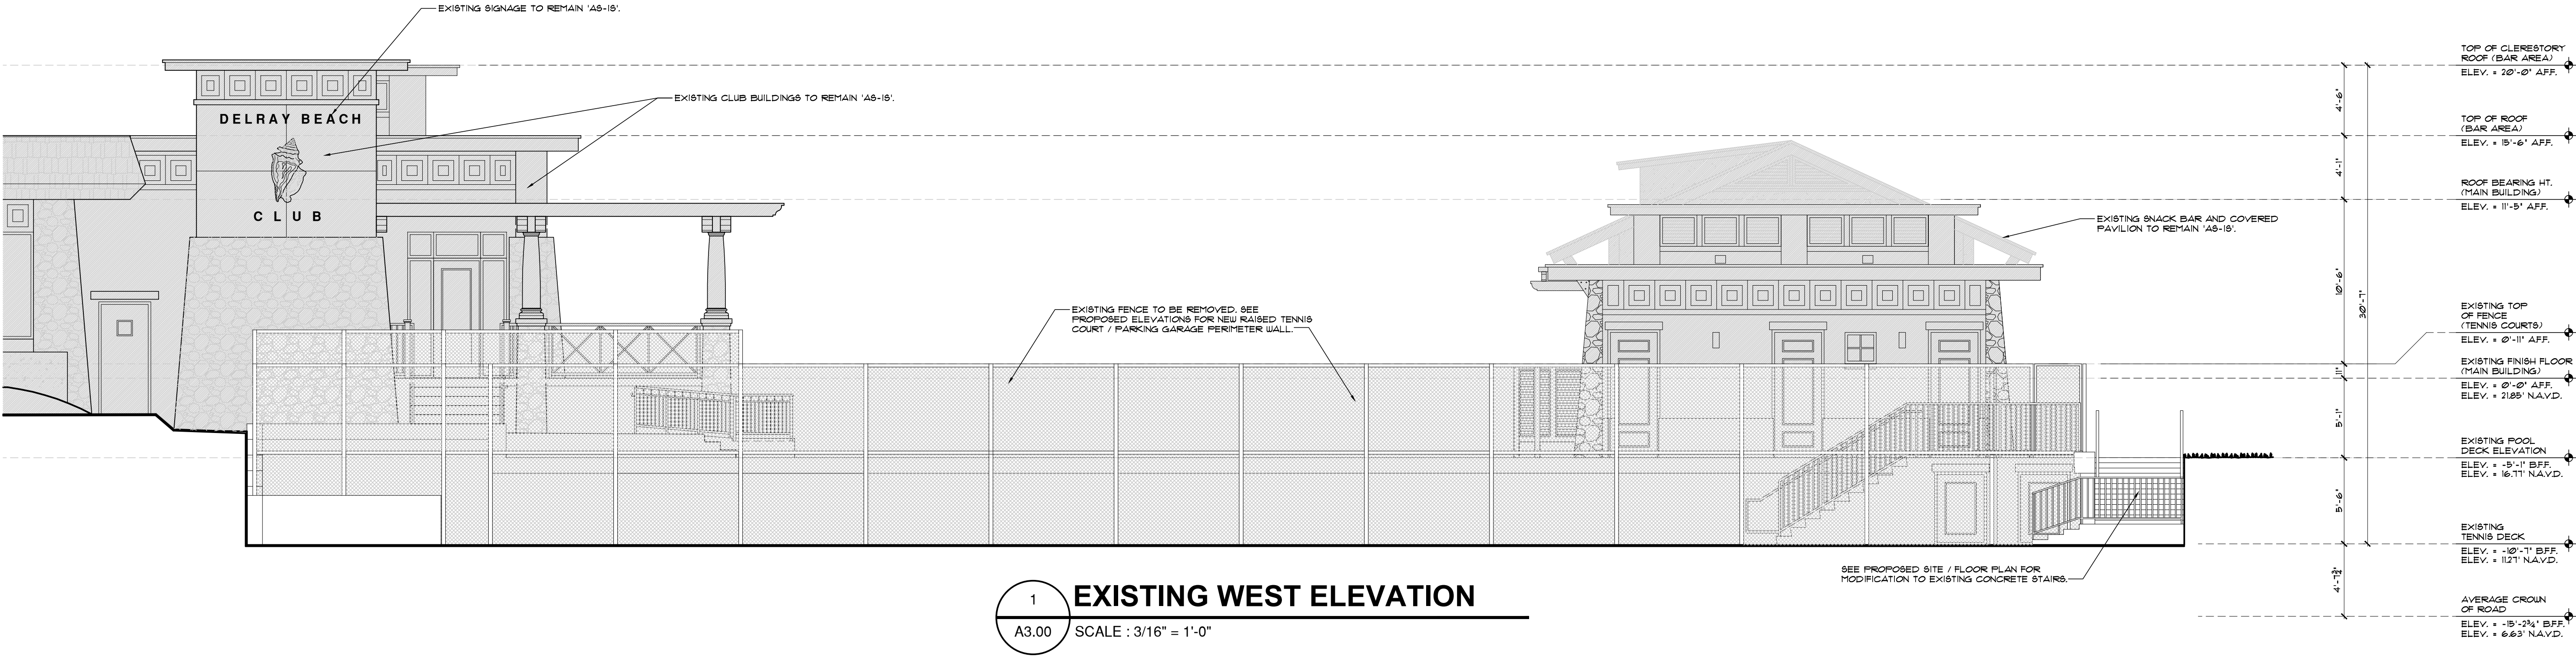 EXISTING SIGNAGE TO REMAIN 'AS-IS'.
EXISTING CLUB BUILDINGS TO REMAIN 'AS-IS'.
DELRAY BEACH
CLUB
EXISTING FENCE TO BE REMOVED. SEE
PROPOSED ELEVATIONS FOR NEW RAISED TENNIS
COURT / PARKING GARAGE PERIMETER WALL.
EXISTING SNACK BAR AND COVERED
PAVILION TO REMAIN 'AS-IS'.
SEE PROPOSED SITE / FLOOR PLAN FOR
MODIFICATION TO EXISTING CONCRETE STAIRS.
4'-6"
4'-1"
10'-6"
11"
5'-1"
5'-6"
4'-7¾"
30'-7"
TOP OF CLERESTORY
ROOF (BAR AREA)
ELEV. = 20'-0" A.F.F.
TOP OF ROOF
(BAR AREA)
ELEV. = 15'-6" A.F.F.
ROOF BEARING HT.
(MAIN BUILDING)
ELEV. = 11'-5" A.F.F.
EXISTING TOP
OF FENCE
(TENNIS COURTS)
ELEV. = 0'-11" A.F.F.
EXISTING FINISH FLOOR
(MAIN BUILDING)
ELEV. = 0'-0" A.F.F.
ELEV. = 21.85' N.A.V.D.
EXISTING POOL
DECK ELEVATION
ELEV. = -5'-1" B.F.F.
ELEV. = 16.77' N.A.V.D.
EXISTING
TENNIS DECK
ELEV. = -10'-7" B.F.F.
ELEV. = 11.27' N.A.V.D.
AVERAGE CROWN
OF ROAD
ELEV. = -15'-2¾" B.F.F.
ELEV. = 6.63' N.A.V.D.
1
A3.00
EXISTING WEST ELEVATION
SCALE : 3/16" = 1'-0"